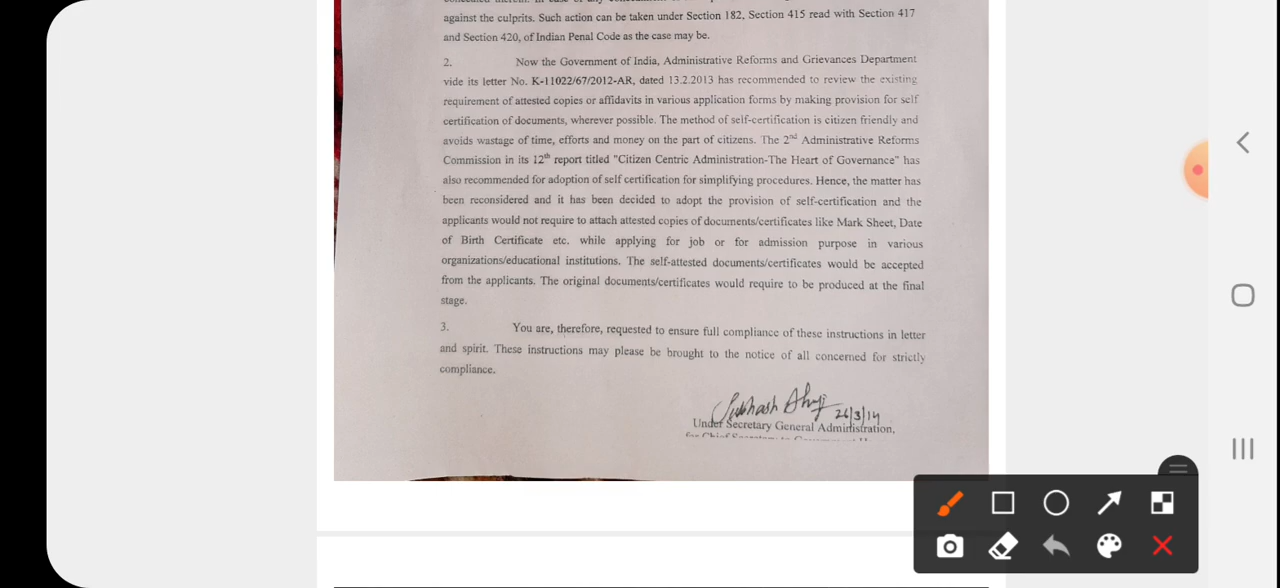 against the culprits. Such action can be taken under Section 182, Section 415 read with Section 417
and Section 420, of Indian Penal Code as the case may be.
2. Now the Government of India, Administrative Reforms and Grievances Department
vide its letter No. K-11022/67/2012-AR, dated 13.2.2013 has recommended to review the existing
requirement of attested copies or affidavits in various application forms by making provision for self
certification of documents, wherever possible. The method of self-certification is citizen friendly and
avoids wastage of time, efforts and money on the part of citizens. The 2nd Administrative Reforms
Commission in its 12th report titled "Citizen Centric Administration-The Heart of Governance" has
also recommended for adoption of self certification for simplifying procedures. Hence, the matter has
been reconsidered and it has been decided to adopt the provision of self-certification and the
applicants would not require to attach attested copies of documents/certificates like Mark Sheet, Date
of Birth Certificate etc. while applying for job or for admission purpose in various
organizations/educational institutions. The self-attested documents/certificates would be accepted
from the applicants. The original documents/certificates would require to be produced at the final
stage.
3. You are, therefore, requested to ensure full compliance of these instructions in letter
and spirit. These instructions may please be brought to the notice of all concerned for strictly
compliance.
26/3/14
Under Secretary General Administration,